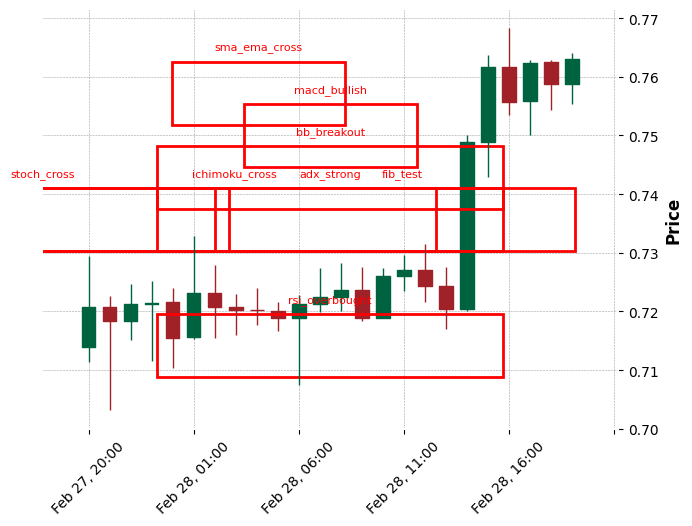 sma_ema_cross
macd_bullish
bb_breakout
stoch_cross
ichimoku_cross
adx_strong
fib_test
rsi_overbought
0.77
0.76
0.75
0.74
0.73
0.72
0.71
0.70
Price
Feb 27, 20:00
Feb 28, 01:00
Feb 28, 06:00
Feb 28, 11:00
Feb 28, 16:00